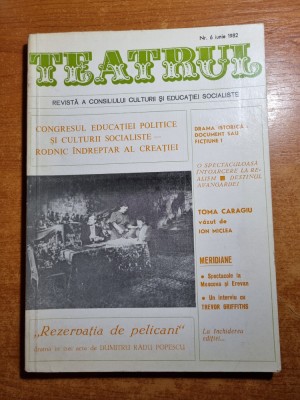 Nr. 6 iunie 1982
TEATRUL
REVISTĂ A CONSILIULUI CULTURII ȘI EDUCAȚIEI SOCIALISTE
CONGRESUL EDUCAȚIEI POLITICE
ȘI CULTURII SOCIALISTE —
RODNIC ÎNDREPTAR AL CREAȚIEI
DRAMA ISTORICĂ :
DOCUMENT SAU
FICȚIUNE ?
O SPECTACULOASĂ
ÎNTOARCERE LA RE-
ALISM ■ DESTINUL
AVANGARDEI
TOMA CARAGIU
văzut de
ION MICLEA
MERIDIANE
● Spectacole la
Moscova și Erevan
● Un interviu cu
TREVOR GRIFFITHS
La închiderea
ediției...
„Rezervația de pelicani"
dramă în trei acte de DUMITRU RADU POPESCU